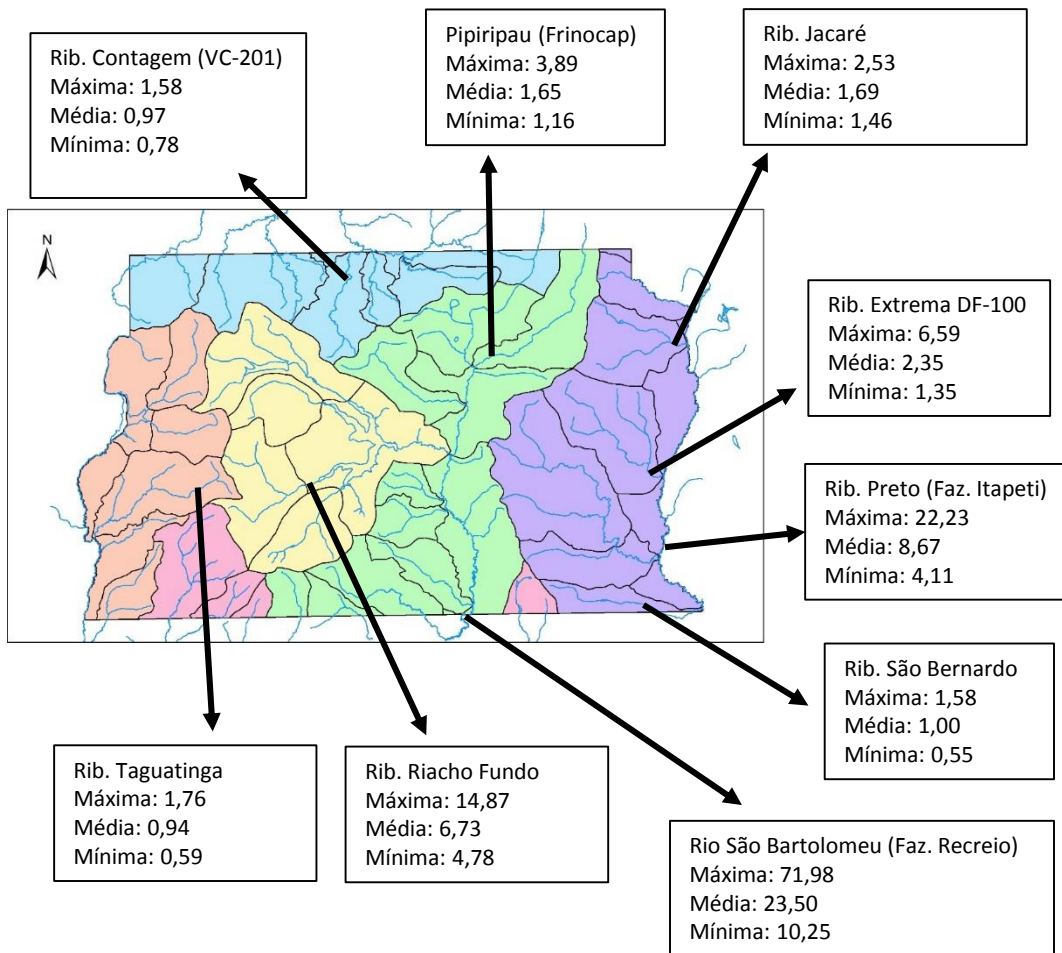 Rib. Contagem (VC-201)
Máxima: 1,58
Média: 0,97
Mínima: 0,78
Pipiripau (Frinocap)
Máxima: 3,89
Média: 1,65
Mínima: 1,16
Rib. Jacaré
Máxima: 2,53
Média: 1,69
Mínima: 1,46
N
Rib. Extrema DF-100
Máxima: 6,59
Média: 2,35
Mínima: 1,35
Rib. Preto (Faz. Itapeti)
Máxima: 22,23
Média: 8,67
Mínima: 4,11
Rib. São Bernardo
Máxima: 1,58
Média: 1,00
Mínima: 0,55
Rib. Taguatinga
Máxima: 1,76
Média: 0,94
Mínima: 0,59
Rib. Riacho Fundo
Máxima: 14,87
Média: 6,73
Mínima: 4,78
Rio São Bartolomeu (Faz. Recreio)
Máxima: 71,98
Média: 23,50
Mínima: 10,25